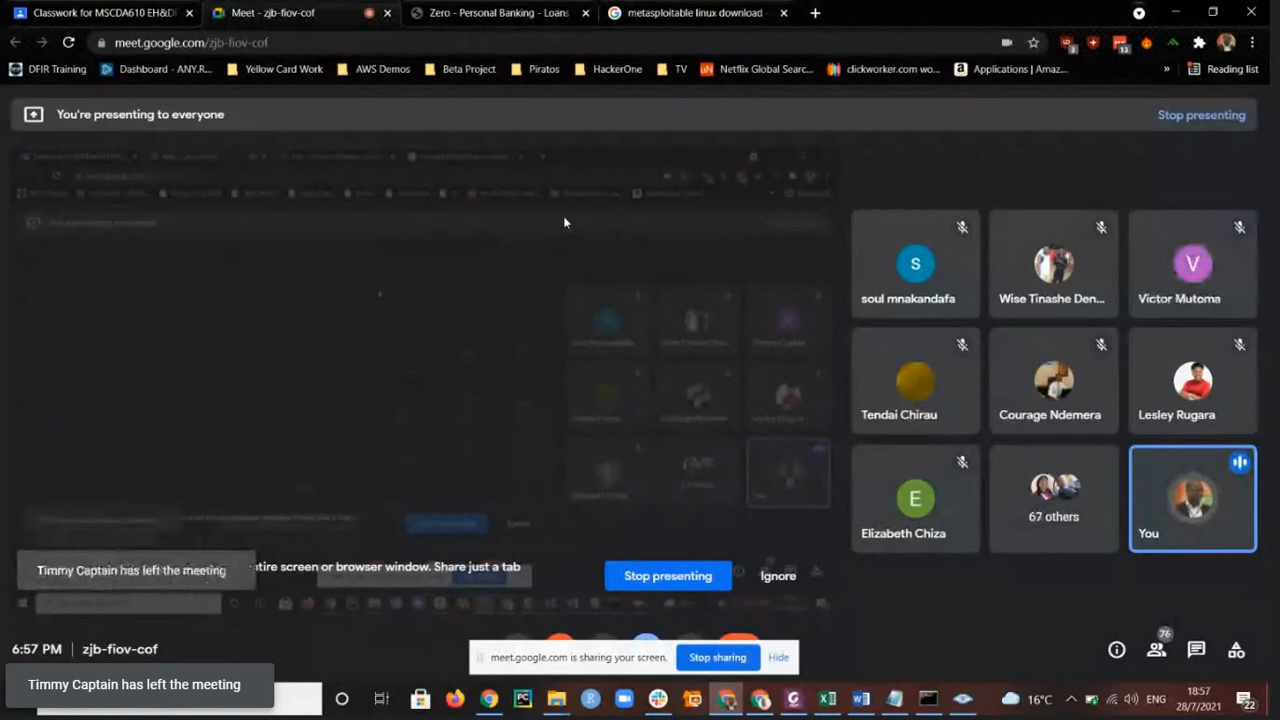 Classwork for MSCDA610 EH&DF
Meet - zjb-fiov-cof
Zero - Personal Banking - Loans
metasploitable linux download -
meet.google.com/zjb-fiov-cof
3
13
DFIR Training
Dashboard - ANY.R...
Yellow Card Work
AWS Demos
Beta Project
Piratos
HackerOne
TV
Netflix Global Searc...
clickworker.com wo...
Applications | Amaz...
»
Reading list
You're presenting to everyone
Stop presenting
S
soul mnakandafa
Wise Tinashe Den...
V
Victor Mutoma
Tendai Chirau
Courage Ndemera
Lesley Rugara
E
Elizabeth Chiza
67 others
You
Timmy Captain has left the meeting
ntire screen or browser window. Share just a tab
Stop presenting
Ignore
6:57 PM | zjb-fiov-cof
meet.google.com is sharing your screen.
Stop sharing
Hide
76
Timmy Captain has left the meeting
16°C
ENG
18:57
28/7/2021
22